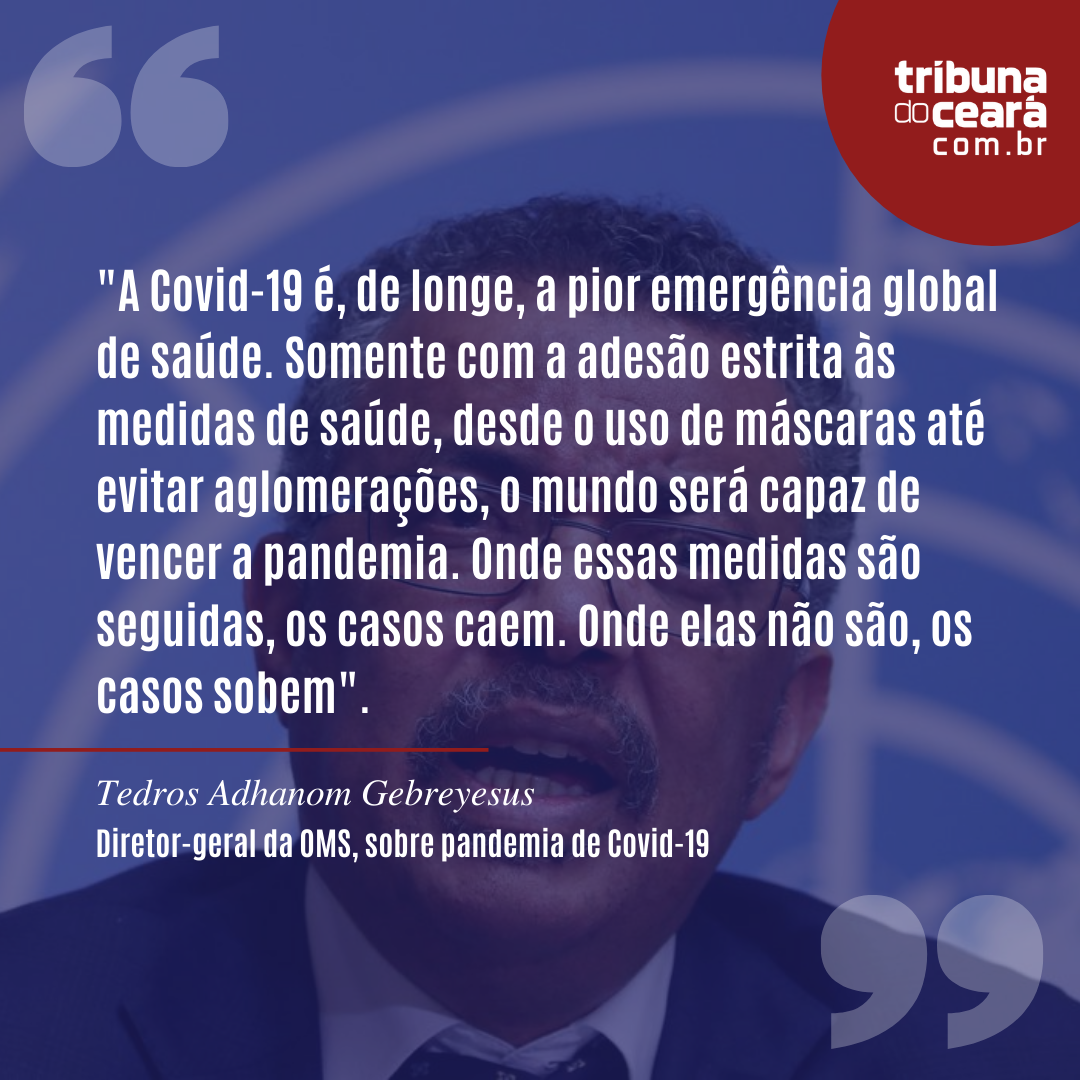 tribuna
do ceará
com.br
"A Covid-19 é, de longe, a pior emergência global
de saúde. Somente com a adesão estrita às
medidas de saúde, desde o uso de máscaras até
evitar aglomerações, o mundo será capaz de
vencer a pandemia. Onde essas medidas são
seguidas, os casos caem. Onde elas não são, os
casos sobem".
Tedros Adhanom Gebreyesus
Diretor-geral da OMS, sobre pandemia de Covid-19